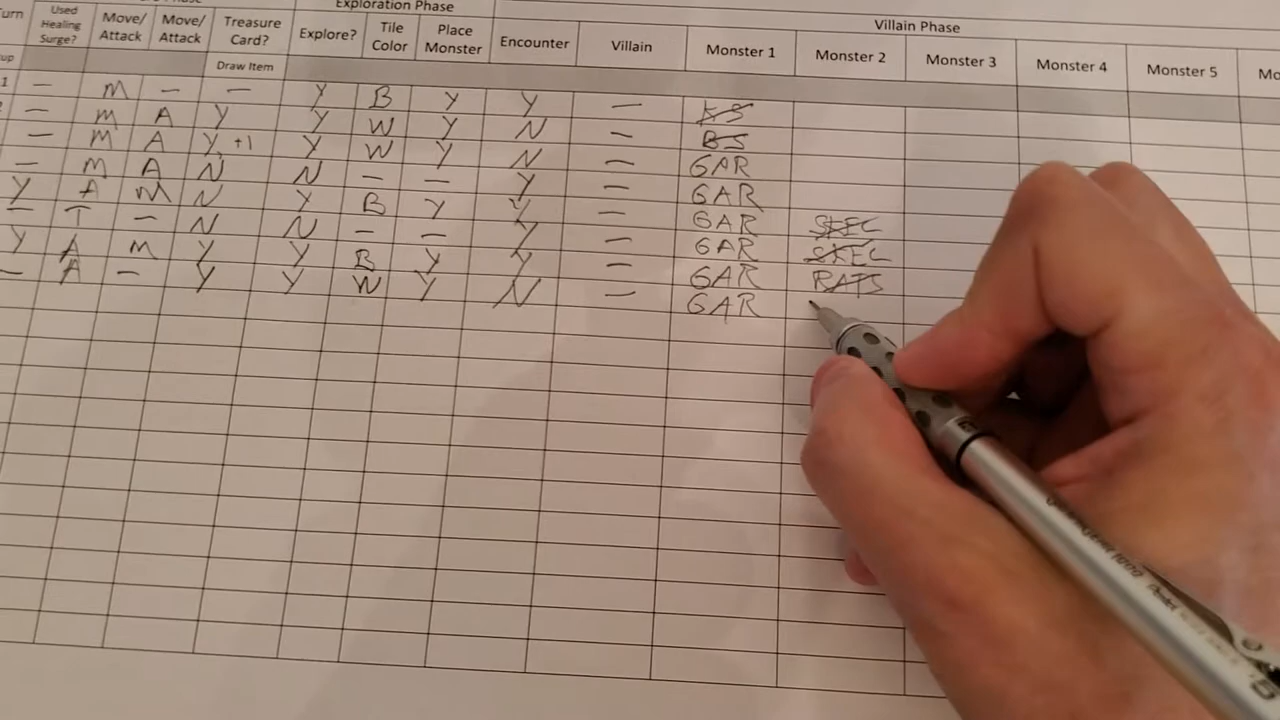 Exploration Phase
Villain Phase
Used Healing Surge? Move/ Attack Move/ Attack Treasure Card? Explore? Tile Color Place Monster Encounter Villain Monster 1 Monster 2 Monster 3 Monster 4 Monster 5
Draw Item
1 — M — — Y B Y Y — KS
— M A Y Y W Y N — BS
— M A Y +1 Y W Y N — GAR
— M A N N — — Y — GAR
Y A M N Y B Y Y — GAR SKEL
— T — N N — — Y — GAR SKEL
Y A M Y Y B Y Y — GAR RATS
— A — Y Y W Y N — GAR
Pentel